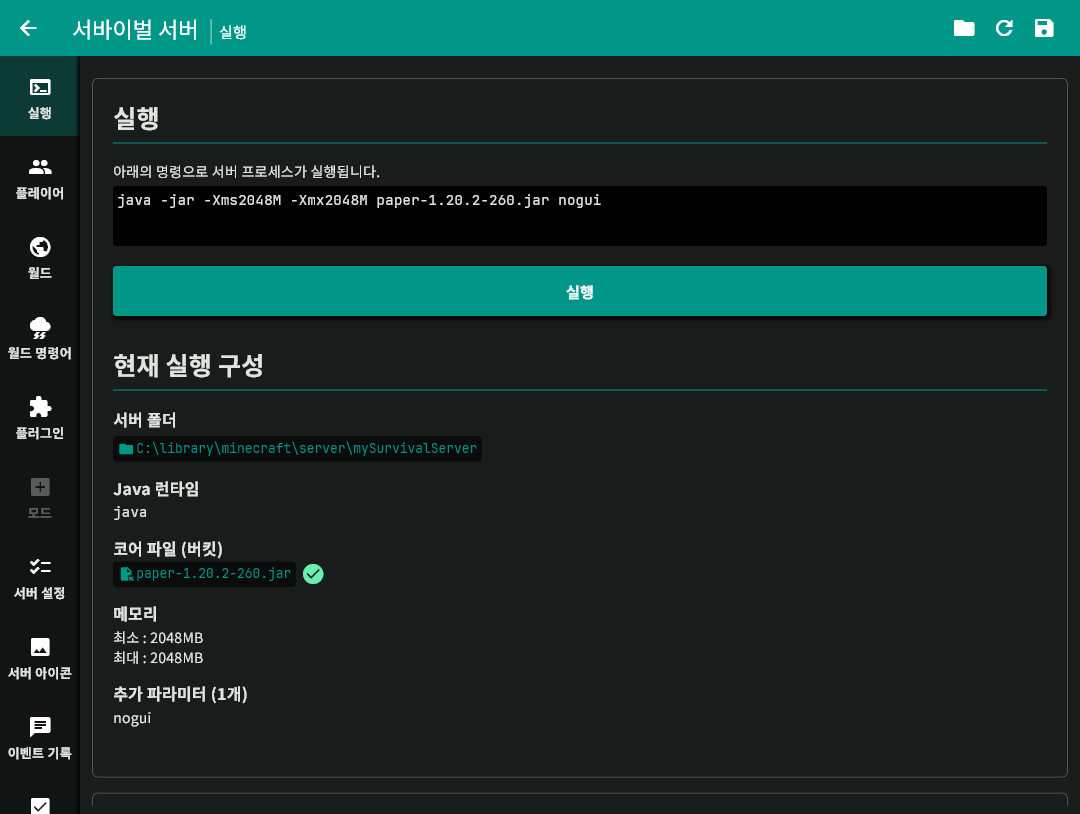 서바이벌 서버 | 실행
실행
플레이어
월드
월드 명령어
플러그인
모드
서버 설정
서버 아이콘
이벤트 기록
실행
아래의 명령으로 서버 프로세스가 실행됩니다.
java -jar -Xms2048M -Xmx2048M paper-1.20.2-260.jar nogui
실행
현재 실행 구성
서버 폴더
C:\library\minecraft\server\mySurvivalServer
Java 런타임
java
코어 파일 (버킷)
paper-1.20.2-260.jar
메모리
최소 : 2048MB
최대 : 2048MB
추가 파라미터 (1개)
nogui